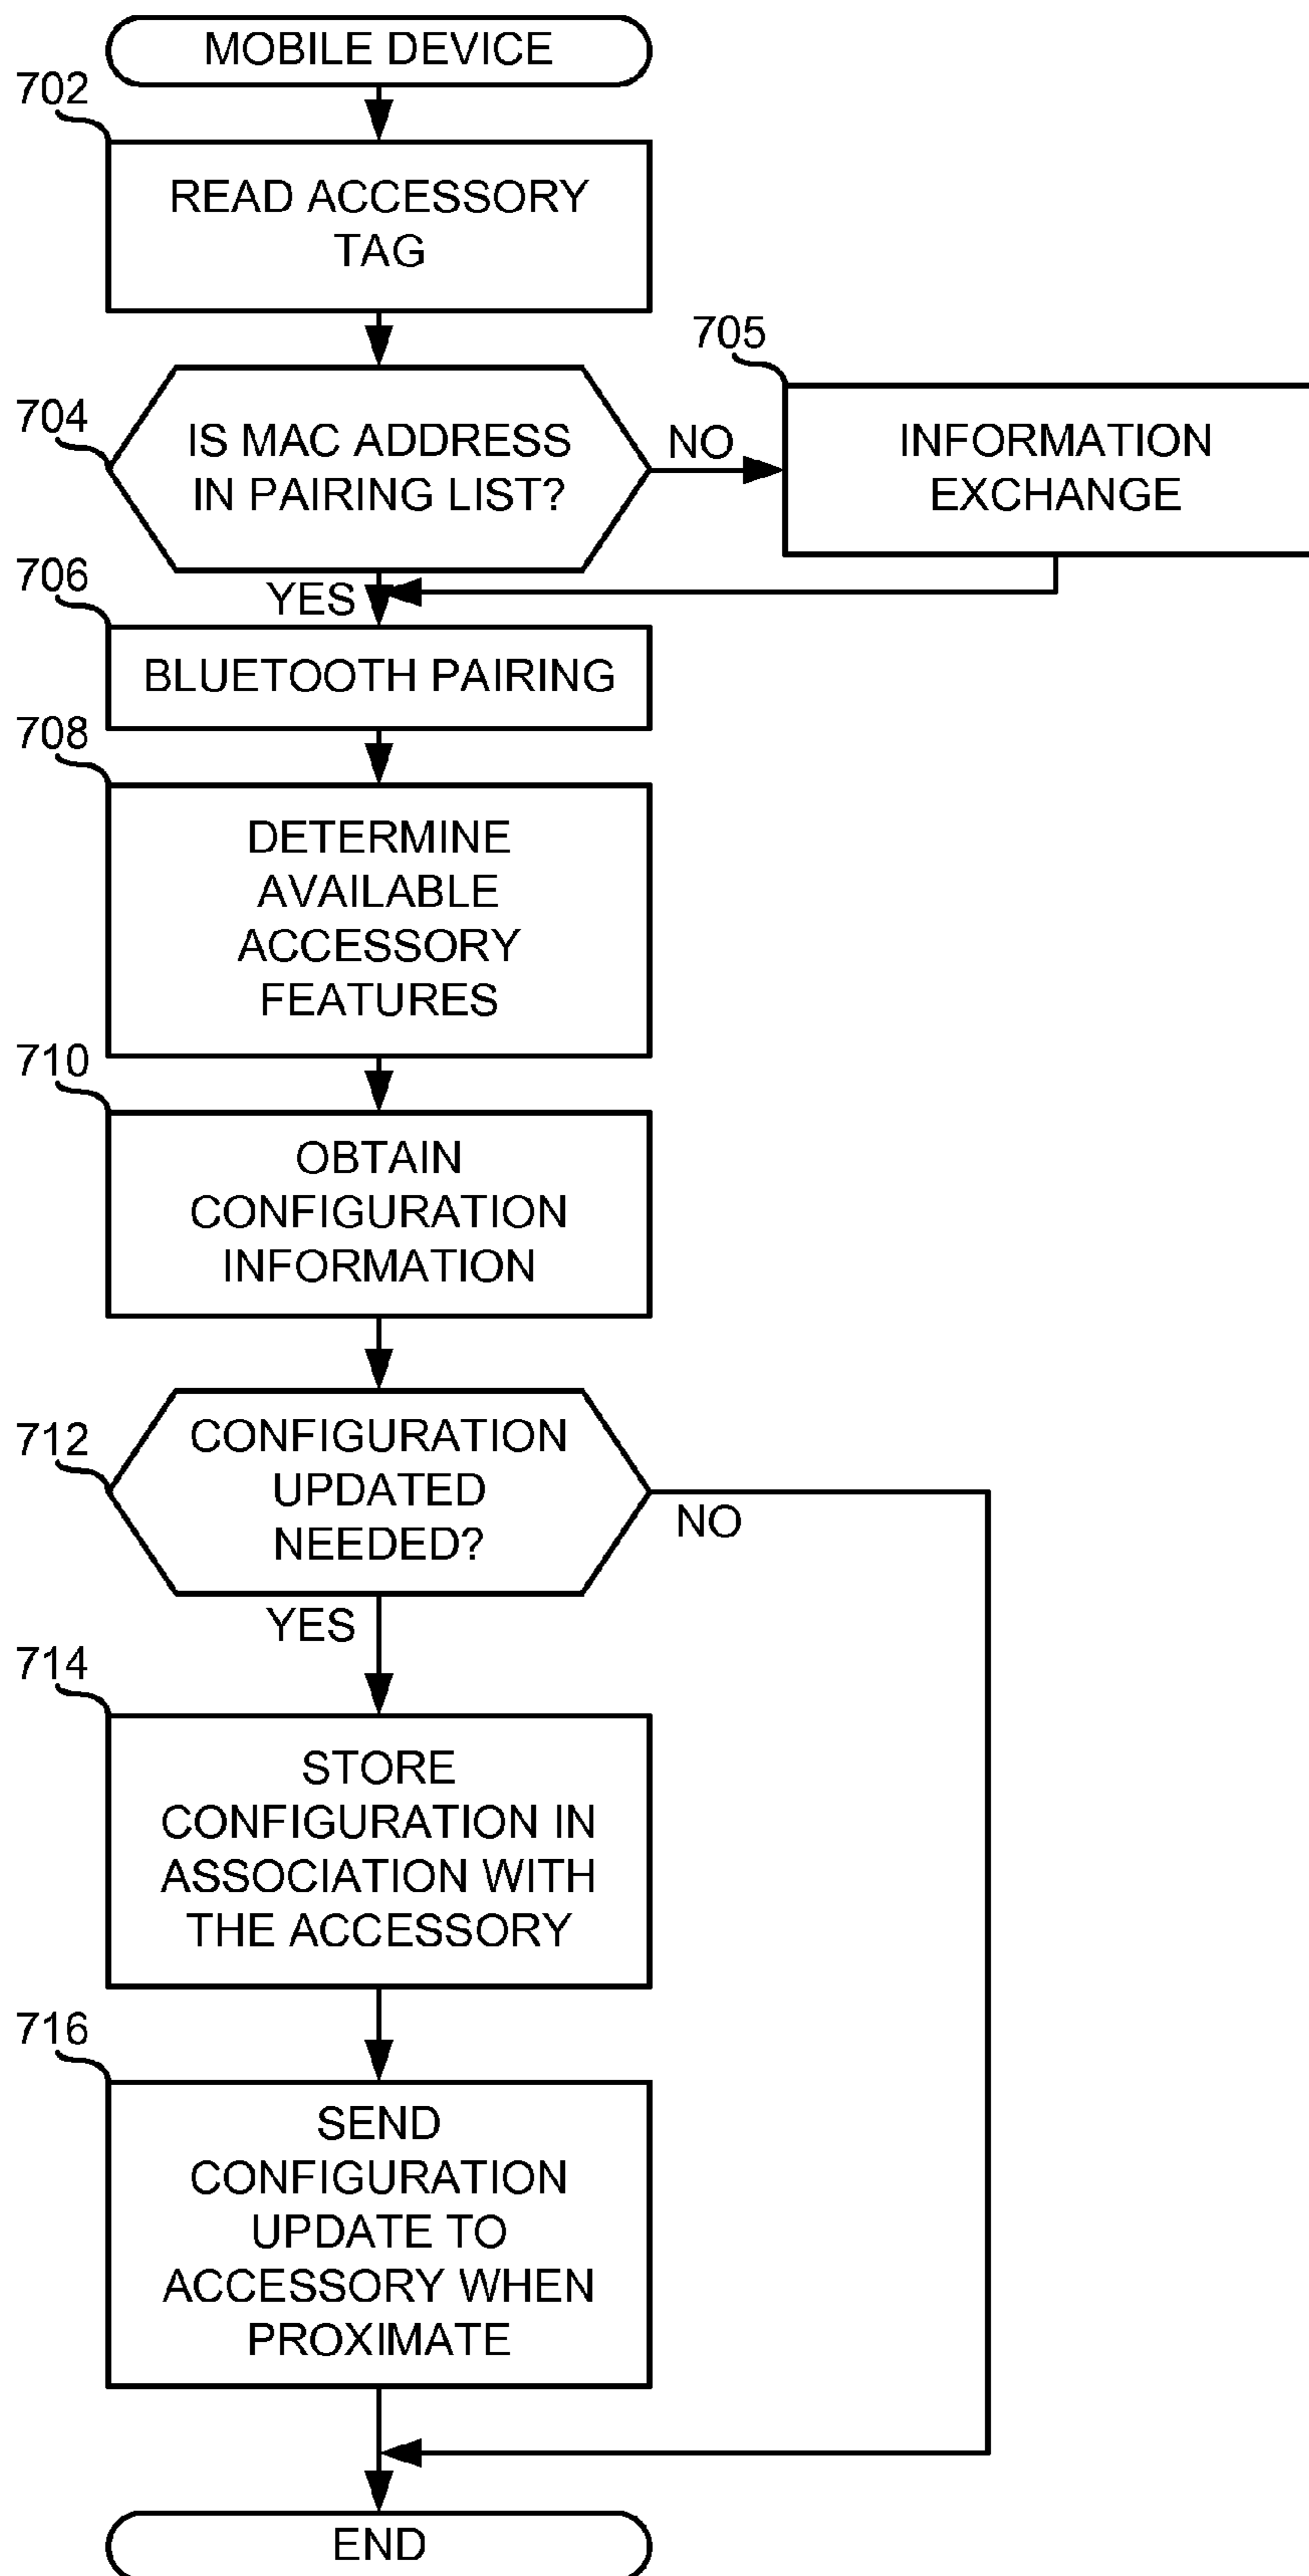 MOBILE DEVICE
702
READ ACCESSORY
TAG
704
IS MAC ADDRESS
IN PAIRING LIST?
NO
705
INFORMATION
EXCHANGE
YES
706
BLUETOOTH PAIRING
708
DETERMINE
AVAILABLE
ACCESSORY
FEATURES
710
OBTAIN
CONFIGURATION
INFORMATION
712
CONFIGURATION
UPDATED
NEEDED?
NO
YES
714
STORE
CONFIGURATION IN
ASSOCIATION WITH
THE ACCESSORY
716
SEND
CONFIGURATION
UPDATE TO
ACCESSORY WHEN
PROXIMATE
END